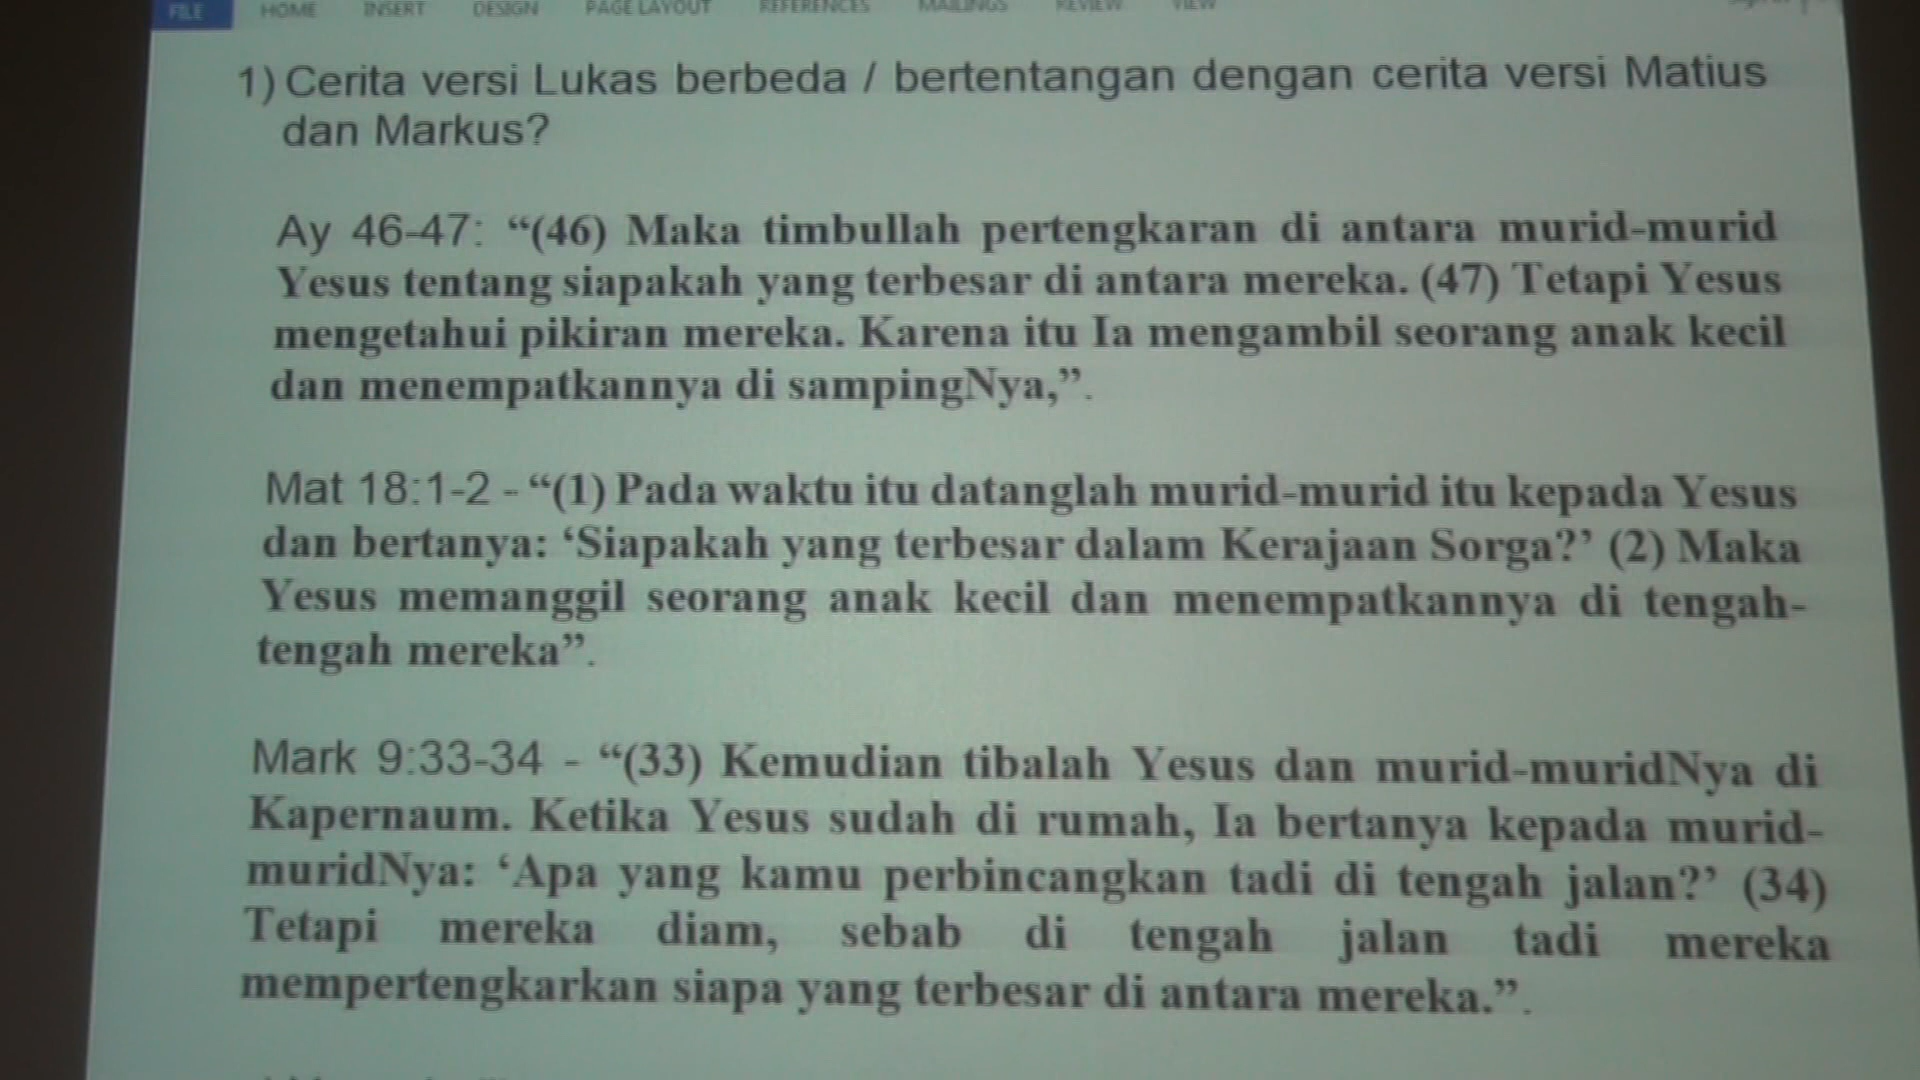 FILE HOME INSERT DESIGN PAGE LAYOUT REFERENCES MAILINGS REVIEW VIEW
1) Cerita versi Lukas berbeda / bertentangan dengan cerita versi Matius
dan Markus?
Ay 46-47: “(46) Maka timbullah pertengkaran di antara murid-murid
Yesus tentang siapakah yang terbesar di antara mereka. (47) Tetapi Yesus
mengetahui pikiran mereka. Karena itu Ia mengambil seorang anak kecil
dan menempatkannya di sampingNya,”.
Mat 18:1-2 - “(1) Pada waktu itu datanglah murid-murid itu kepada Yesus
dan bertanya: ‘Siapakah yang terbesar dalam Kerajaan Sorga?’ (2) Maka
Yesus memanggil seorang anak kecil dan menempatkannya di tengah-
tengah mereka”.
Mark 9:33-34 - “(33) Kemudian tibalah Yesus dan murid-muridNya di
Kapernaum. Ketika Yesus sudah di rumah, Ia bertanya kepada murid-
muridNya: ‘Apa yang kamu perbincangkan tadi di tengah jalan?’ (34)
Tetapi mereka diam, sebab di tengah jalan tadi mereka
mempertengkarkan siapa yang terbesar di antara mereka.”.